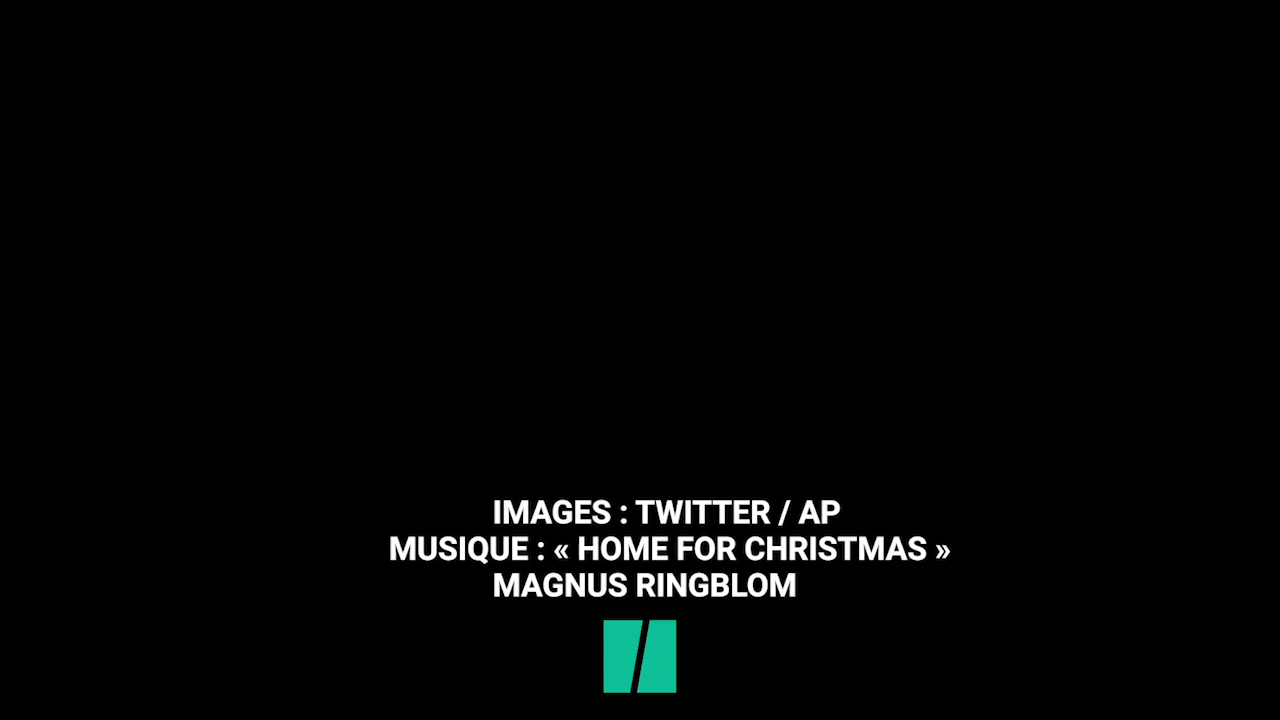 IMAGES : TWITTER / AP
MUSIQUE : « HOME FOR CHRISTMAS »
MAGNUS RINGBLOM